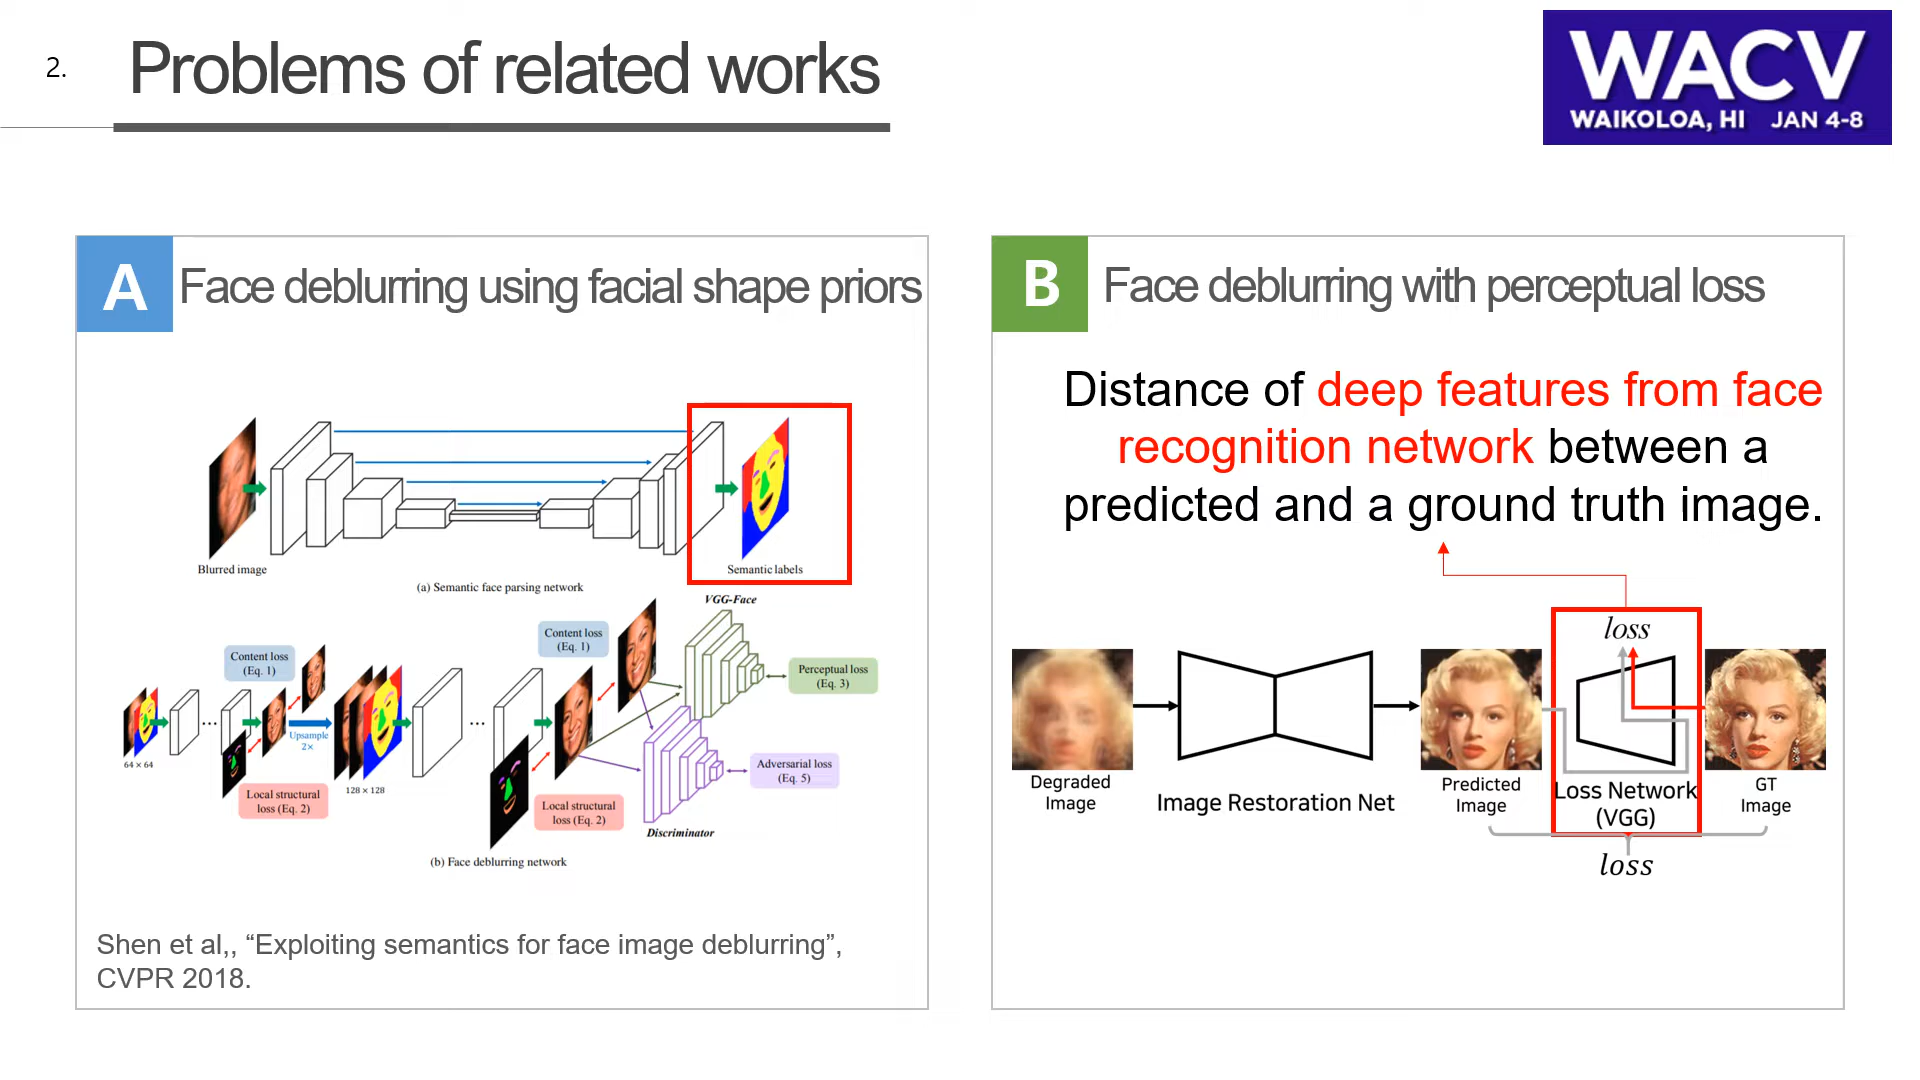 2.
Problems of related works
WACV
WAIKOLOA, HI JAN 4-8
A
Face deblurring using facial shape priors
Blurred image
Semantic labels
(a) Semantic face parsing network
VGG-Face
Content loss
(Eq. 1)
Content loss
(Eq. 1)
Perceptual loss
(Eq. 3)
...
...
Upsample
2×
64 × 64
128 × 128
Local structural
loss (Eq. 2)
Local structural
loss (Eq. 2)
Adversarial loss
(Eq. 5)
Discriminator
(b) Face deblurring network
Shen et al,, “Exploiting semantics for face image deblurring”,
CVPR 2018.
B
Face deblurring with perceptual loss
Distance of deep features from face
recognition network between a
predicted and a ground truth image.
loss
Degraded
Image
Image Restoration Net
Predicted
Image
Loss Network
(VGG)
GT
Image
loss